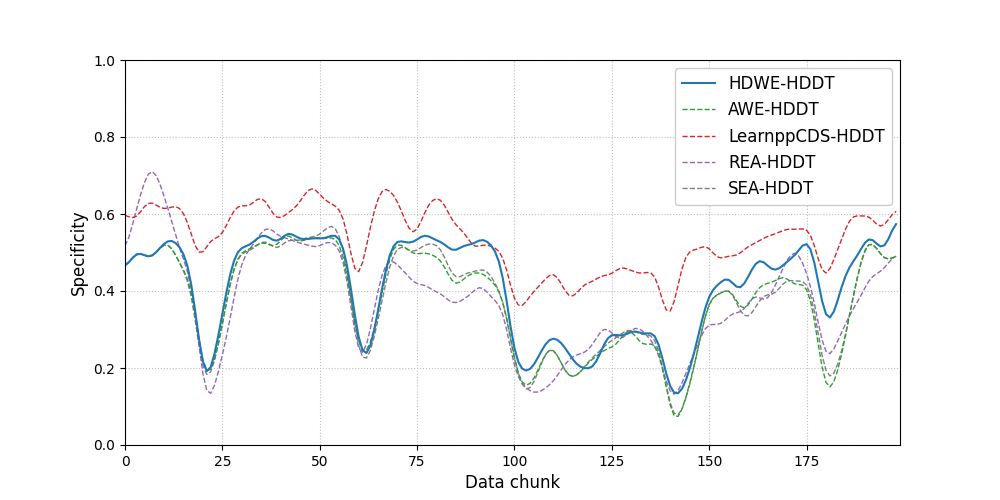 1.0
0.8
0.6
0.4
0.2
0.0
Specificity
0
25
50
75
100
125
150
175
Data chunk
HDWE-HDDT
AWE-HDDT
LearnppCDS-HDDT
REA-HDDT
SEA-HDDT